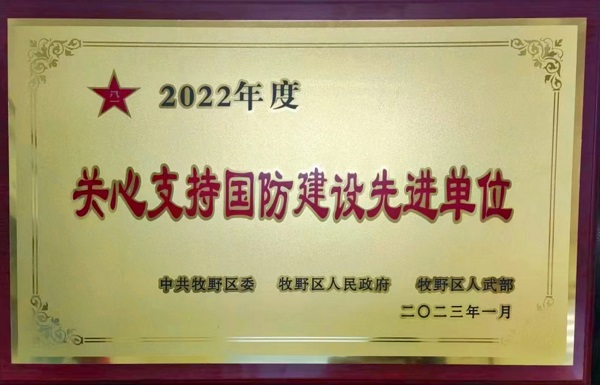 八一
2022年度
关心支持国防建设先进单位
中共牧野区委 牧野区人民政府 牧野区人武部
二〇二三年一月